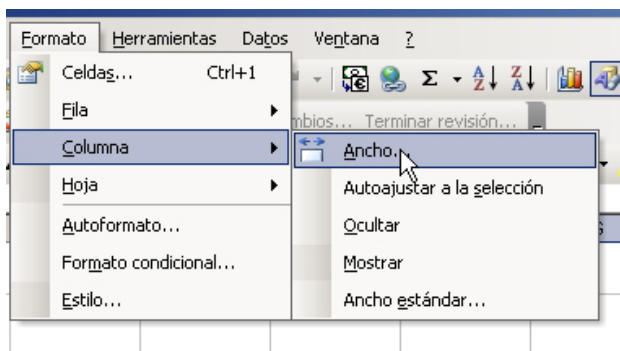 Formato Herramientas Datos Ventana ?
Celdas... Ctrl+1
Fila
mbios... Terminar revisión...
Columna
Ancho...
Hoja
Autoajustar a la selección
Autoformato...
Ocultar
Formato condicional...
Mostrar
Estilo...
Ancho estándar...